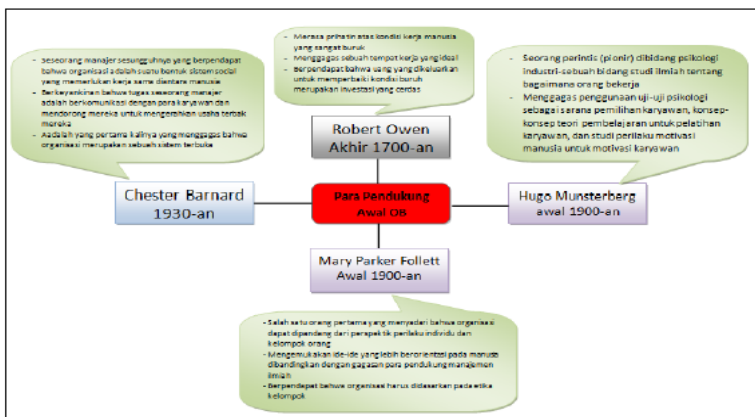 - Seseorang manajer sesungguhnya yang berpendapat
bahwa organisasi adalah suatu bentuk sistem social
yang memerlukan kerja sama diantara manusia
- Berkeyankinan bahwa tugas seseorang manajer
adalah berkomunikasi dengan para karyawan dan
mendorong mereka untuk mengerahkan usaha terbak
mereka
- Aadalah yang pertama kalinya yang menggagas bahwa
organisasi merupakan sebuah sistem terbuka
Chester Barnard
1930-an
- Merasa prihatin atas kondisi kerja manusia
yang sangat buruk
- Menggagas sebuah tempat kerja yang ideal
- Berpendapat bahwa uang yang dikeluarkan
untuk memperbaiki kondisi buruh
merupakan investasi yang cerdas
Robert Owen
Akhir 1700-an
Para Pendukung
Awal OB
- Seorang perintis (pionir) dibidang psikologi
industri-sebuah bidang studi ilmiah tentang
bagaimana orang bekerja
- Menggagas penggunaan uji-uji psikologi
sebagai sarana pemilihan karyawan, konsep-
konsep teori pembelajaran untuk pelatihan
karyawan, dan studi perilaku motivasi
manusia untuk motivasi karyawan
Hugo Munsterberg
awal 1900-an
Mary Parker Follett
Awal 1900-an
- Salah satu orang pertama yang menyadari bahwa organisasi
dapat dipandang dari perspektik perilaku individu dan
kelompok orang
- Mengemukakan ide-ide yang lebih berorientasi pada manusa
dibandingkan dengan gagasan para pendukung manajemen
ilmiah
- Berpendapat bahwa organisasi harus didasarkan pada etika
kelompok